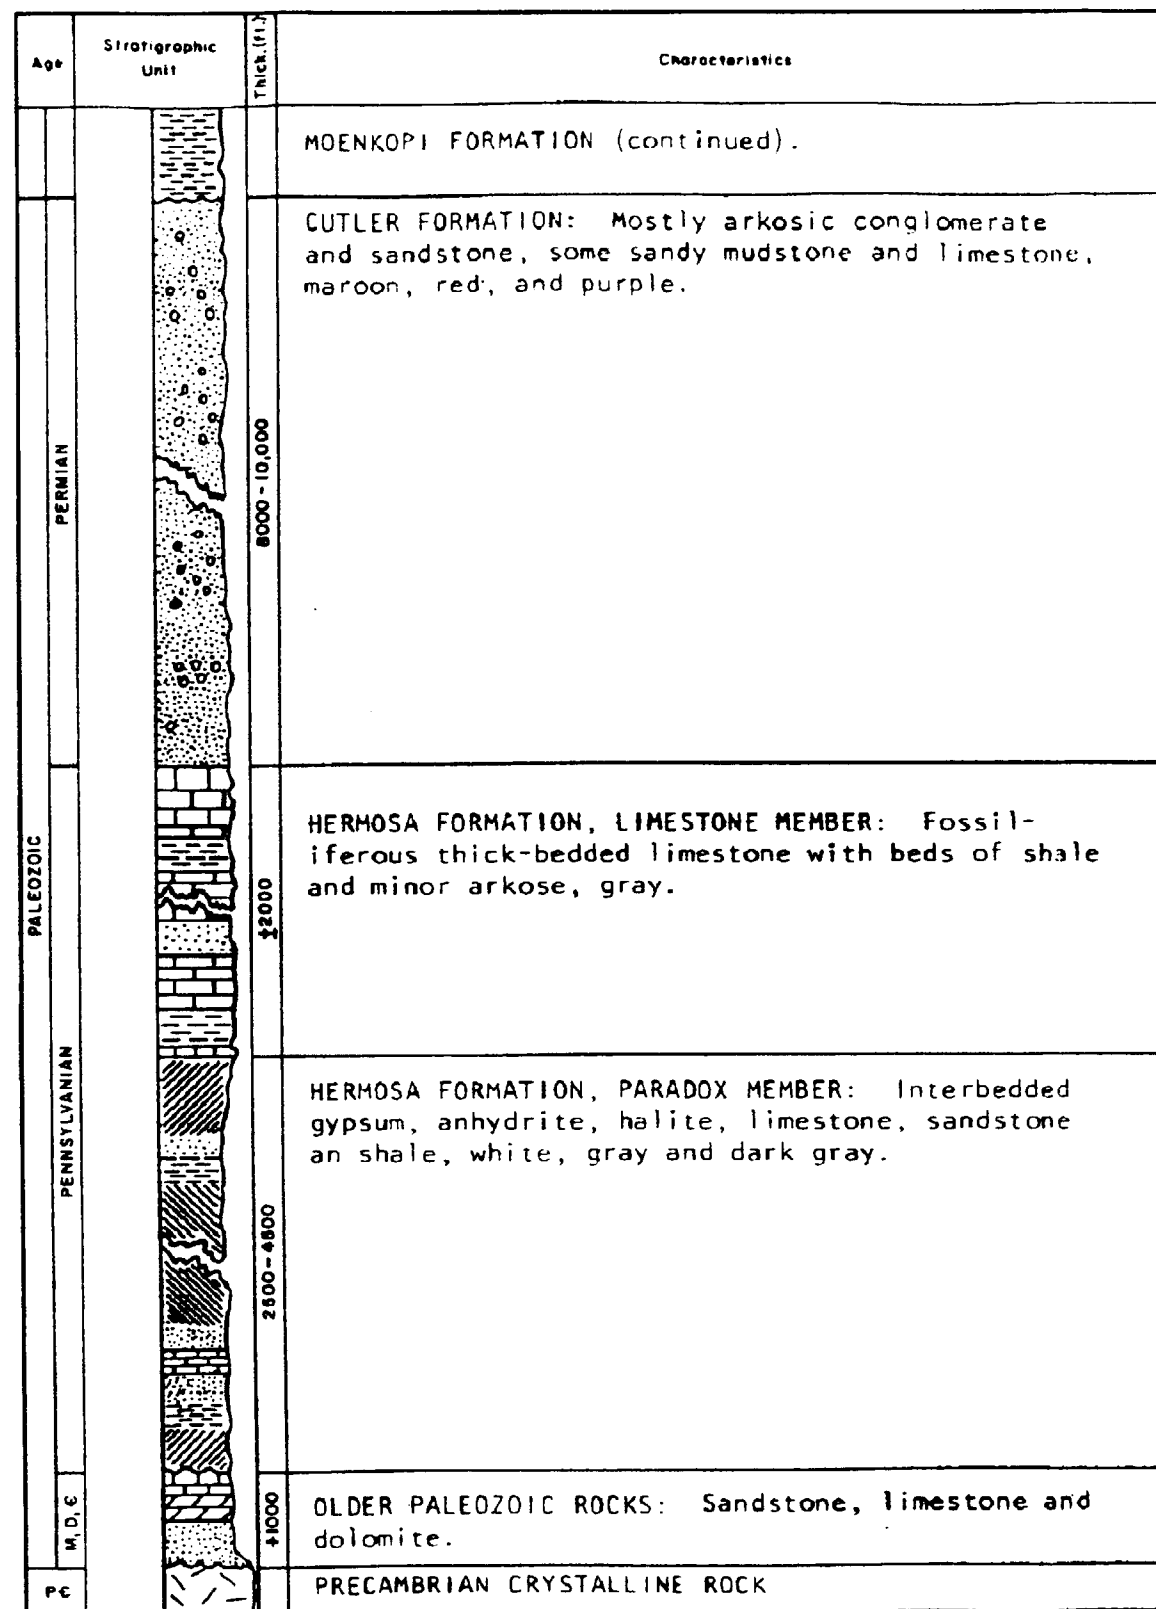 Age
Stratigraphic
Unit
Thick.(ft.)
Characteristics
MOENKOPI FORMATION (continued).
PALEOZOIC
PERMIAN
8000-10,000
CUTLER FORMATION: Mostly arkosic conglomerate
and sandstone, some sandy mudstone and limestone,
maroon, red, and purple.
PENNSYLVANIAN
±2000
HERMOSA FORMATION, LIMESTONE MEMBER: Fossil-
iferous thick-bedded limestone with beds of shale
and minor arkose, gray.
2500-4800
HERMOSA FORMATION, PARADOX MEMBER: Interbedded
gypsum, anhydrite, halite, limestone, sandstone
an shale, white, gray and dark gray.
M, D, Є
+1000
OLDER PALEOZOIC ROCKS: Sandstone, limestone and
dolomite.
PЄ
PRECAMBRIAN CRYSTALLINE ROCK